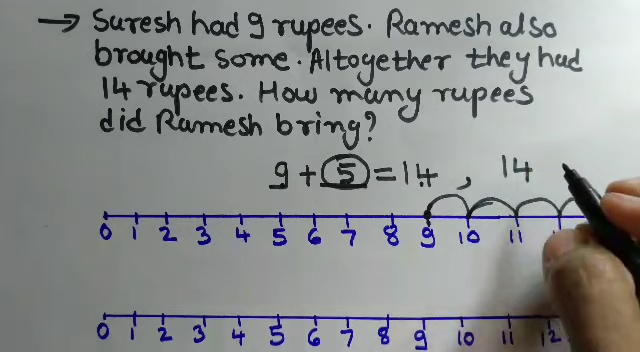 → Suresh had 9 rupees. Ramesh also
brought some. Altogether they had
14 rupees. How many rupees
did Ramesh bring?
9 + 5 = 14 , 14
0 1 2 3 4 5 6 7 8 9 10 11
0 1 2 3 4 5 6 7 8 9 10 11 12